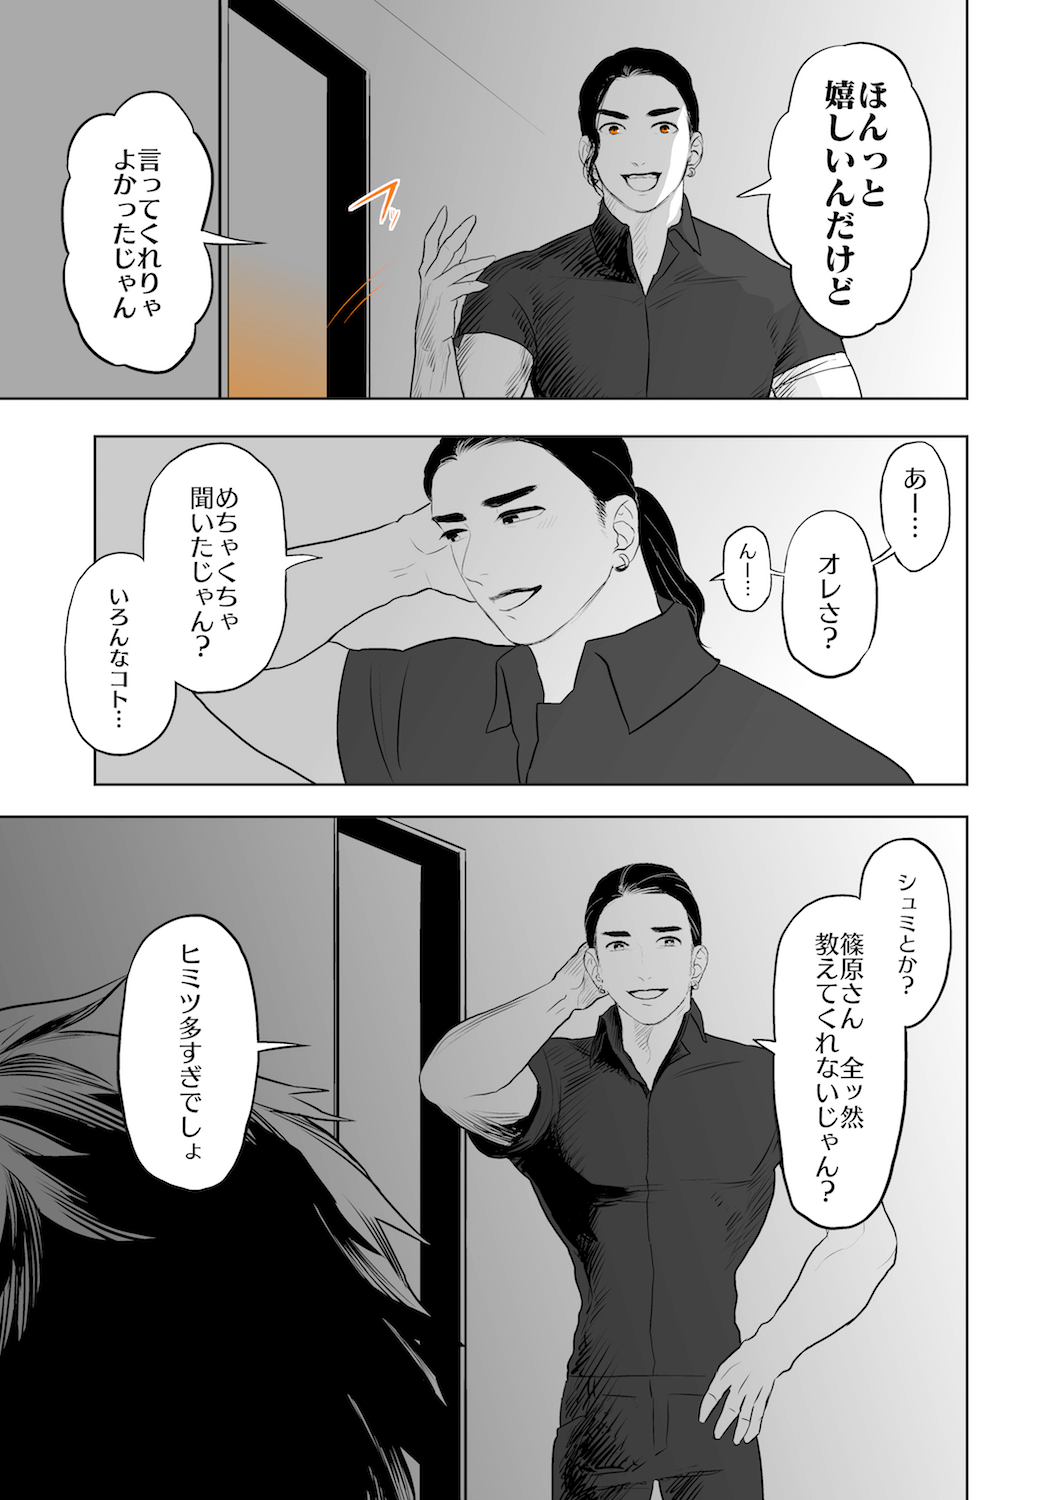 ほんっと
嬉しいんだけど
言ってくれりゃ
よかったじゃん
あー…
オレさ?
んー…
めちゃくちゃ
聞いたじゃん?
いろんなコト…
シュミとか?
篠原さん 全ッ然
教えてくれないじゃん?
ヒミツ多すぎでしょ